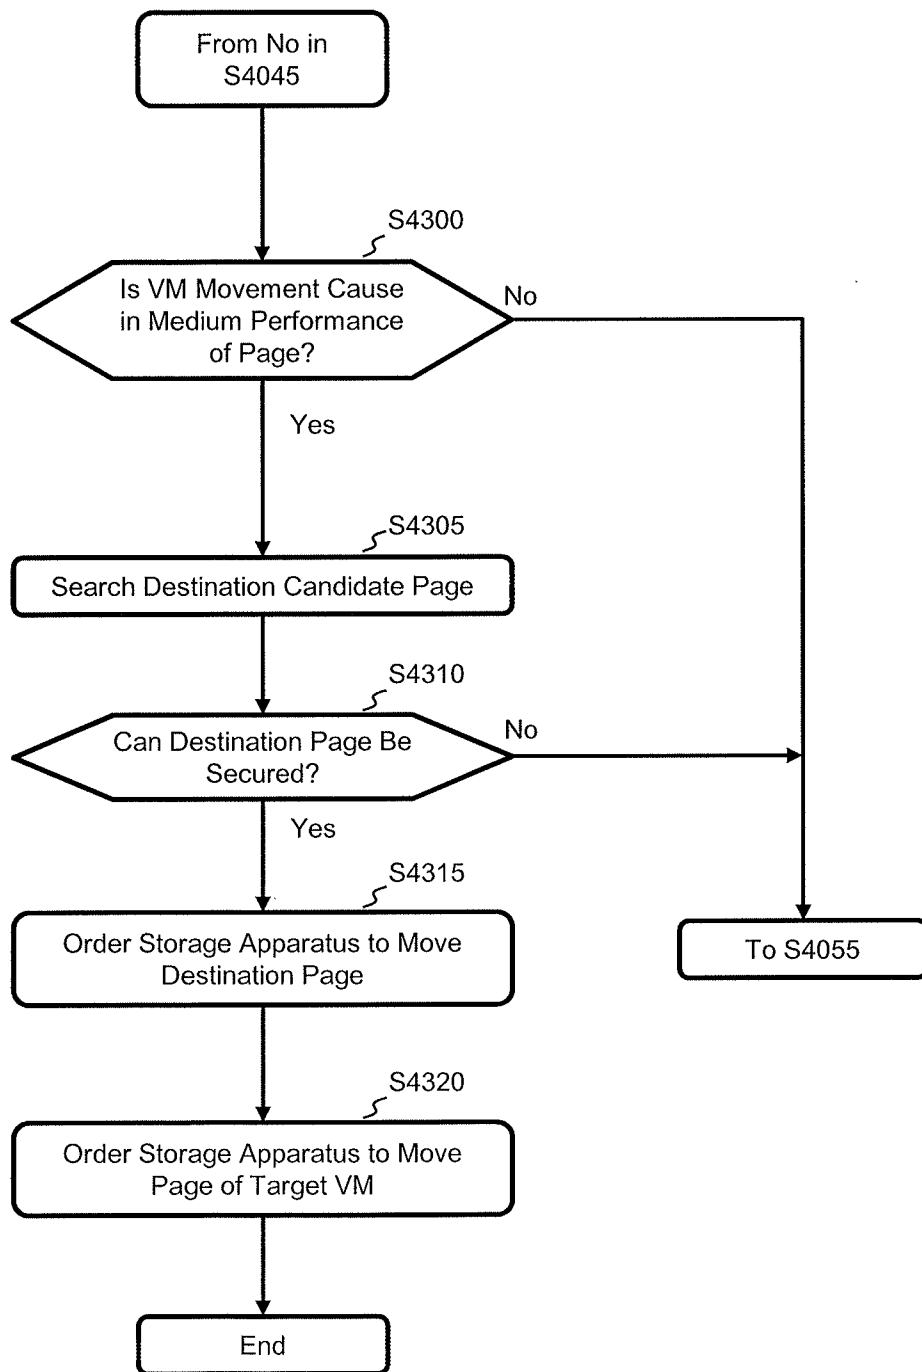 From No in
S4045
S4300
Is VM Movement Cause
in Medium Performance
of Page?
No
Yes
S4305
Search Destination Candidate Page
S4310
Can Destination Page Be
Secured?
No
Yes
S4315
Order Storage Apparatus to Move
Destination Page
To S4055
S4320
Order Storage Apparatus to Move
Page of Target VM
End